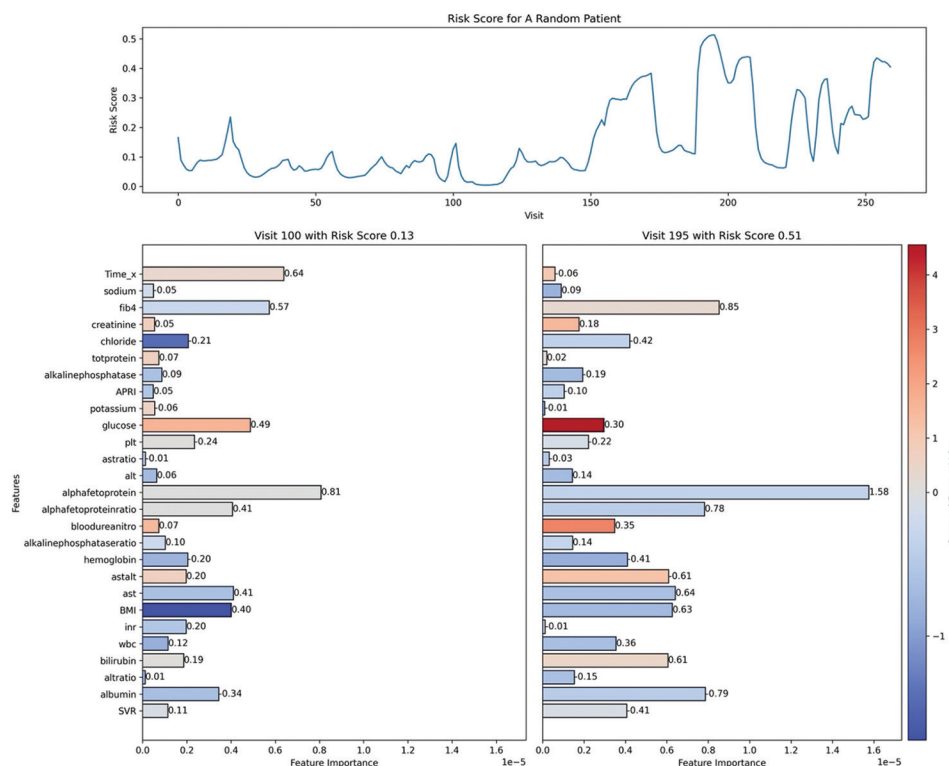 Risk Score for A Random Patient
Risk Score
0.5
0.4
0.3
0.2
0.1
0.0
0 50 100 150 200 250
Visit
Visit 100 with Risk Score 0.13
Visit 195 with Risk Score 0.51
Features
Time_x 0.64 -0.06
sodium -0.05 0.09
fib4 0.57 0.85
creatinine 0.05 0.18
chloride -0.21 -0.42
totprotein 0.07 0.02
alkalinephosphatase 0.09 -0.19
APRI 0.05 -0.10
potassium -0.06 -0.01
glucose 0.49 0.30
plt -0.24 -0.22
astratio -0.01 -0.03
alt 0.06 0.14
alphafetoprotein 0.81 1.58
alphafetoproteinratio 0.41 0.78
bloodureanitro 0.07 0.35
alkalinephosphataseratio 0.10 0.14
hemoglobin -0.20 -0.41
astalt 0.20 -0.61
ast 0.41 0.64
BMI 0.40 0.63
inr 0.20 -0.01
wbc 0.12 0.36
bilirubin 0.19 0.61
altratio 0.01 -0.15
albumin -0.34 -0.79
SVR 0.11 -0.41
0.0 0.2 0.4 0.6 0.8 1.0 1.2 1.4 1.6
1e−5
Feature Importance
0.0 0.2 0.4 0.6 0.8 1.0 1.2 1.4 1.6
1e−5
Feature Importance
4
3
2
1
0
−1